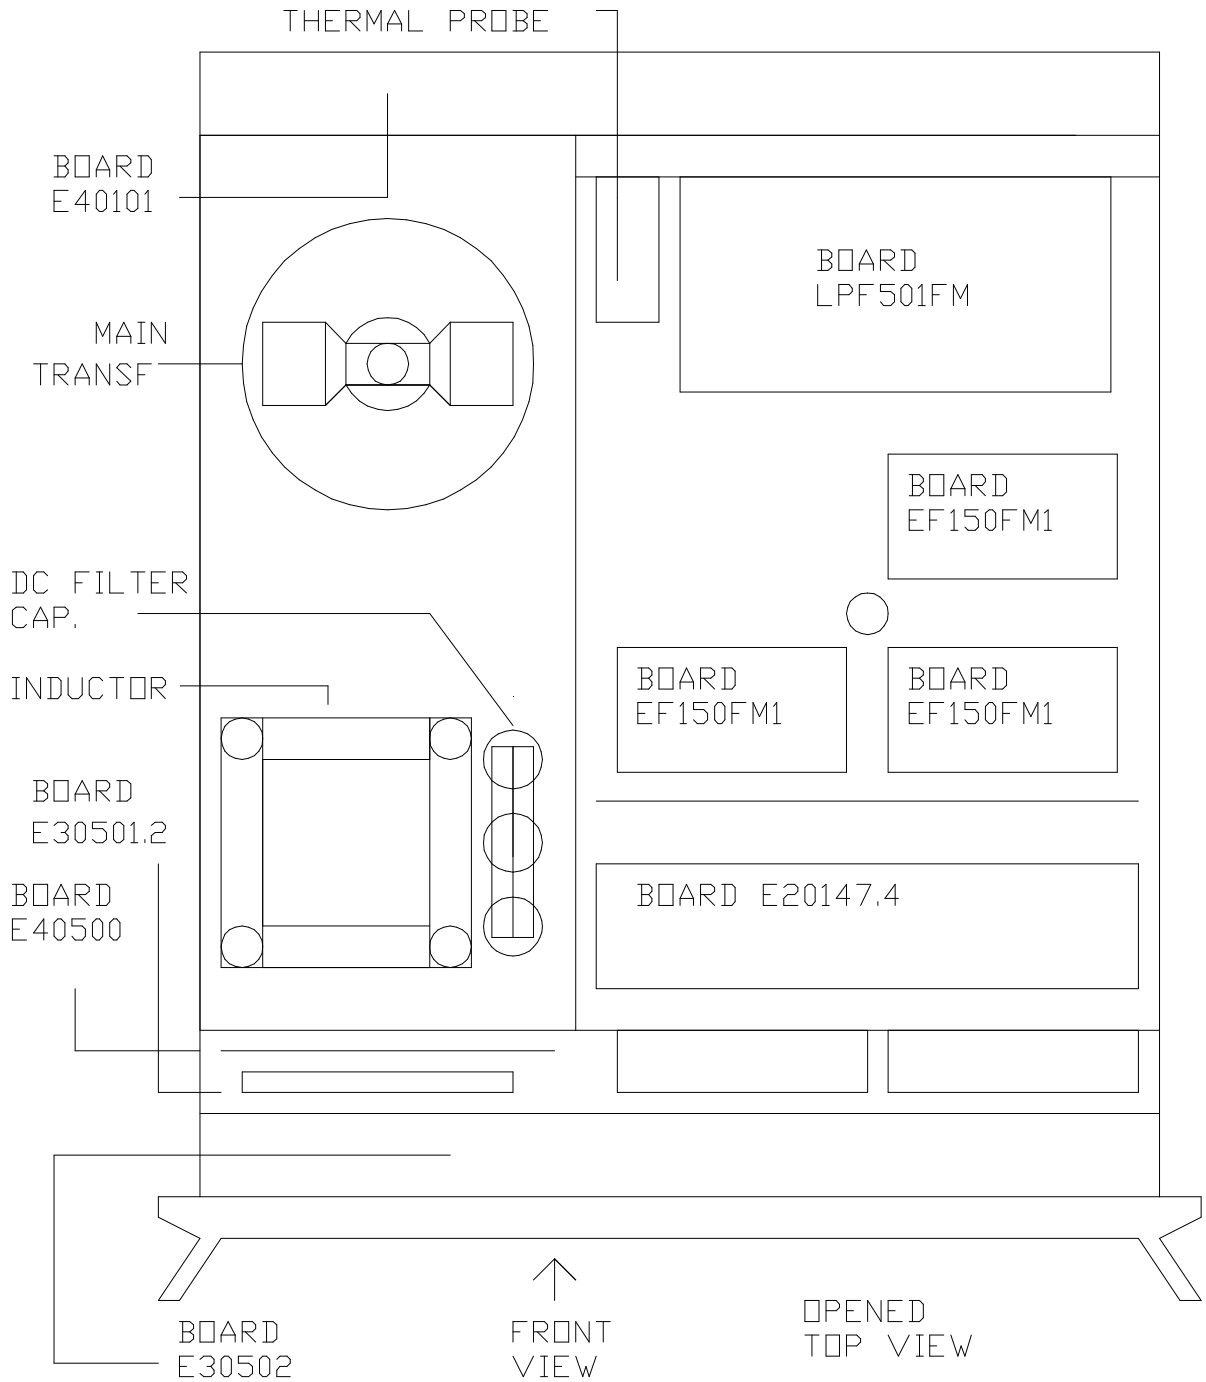 THERMAL PROBE
BOARD
E40101
BOARD
LPF501FM
MAIN
TRANSF
BOARD
EF150FM1
DC FILTER
CAP.
INDUCTOR
BOARD
EF150FM1
BOARD
EF150FM1
BOARD
E30501.2
BOARD
E40500
BOARD E20147.4
BOARD
E30502
FRONT
VIEW
OPENED
TOP VIEW